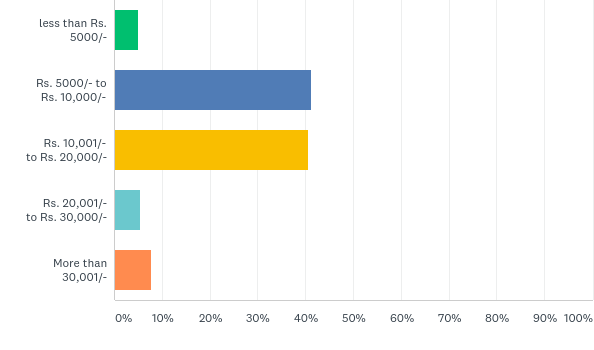 less than Rs.
5000/-
Rs. 5000/- to
Rs. 10,000/-
Rs. 10,001/-
to Rs. 20,000/-
Rs. 20,001/-
to Rs. 30,000/-
More than
30,001/-
0% 10% 20% 30% 40% 50% 60% 70% 80% 90% 100%